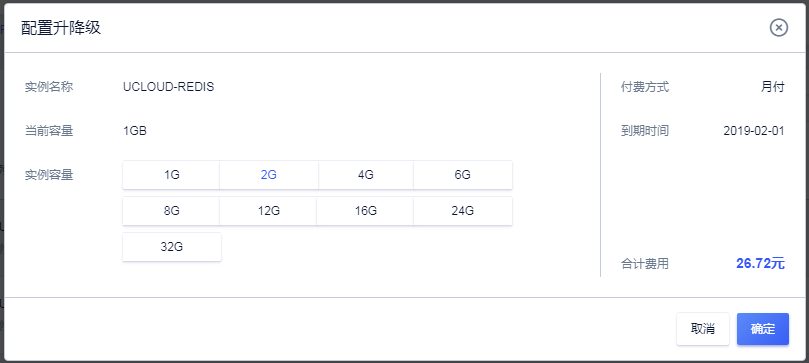 配置升降级
实例名称 UCLOUD-REDIS 付费方式 月付
当前容量 1GB 到期时间 2019-02-01
实例容量 1G 2G 4G 6G
8G 12G 16G 24G
32G
合计费用 26.72元
取消 确定